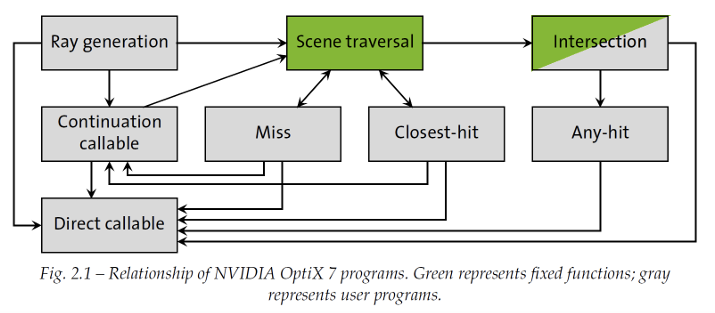 Ray generation
Scene traversal
Intersection
Continuation
callable
Miss
Closest-hit
Any-hit
Direct callable
Fig. 2.1 – Relationship of NVIDIA OptiX 7 programs. Green represents fixed functions; gray
represents user programs.